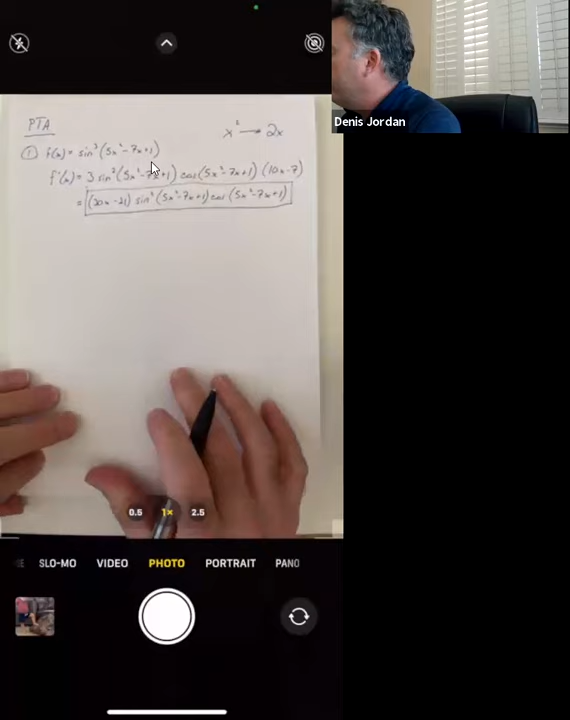 Denis Jordan
PTA
x² → 2x
① f(x) = sin³(5x²-7x+1)
f'(x) = 3 sin²(5x²-7x+1) cos(5x²-7x+1) (10x-7)
= (30x-21) sin²(5x²-7x+1) cos(5x²-7x+1)
0.5 1× 2.5
SLO-MO VIDEO PHOTO PORTRAIT PANO